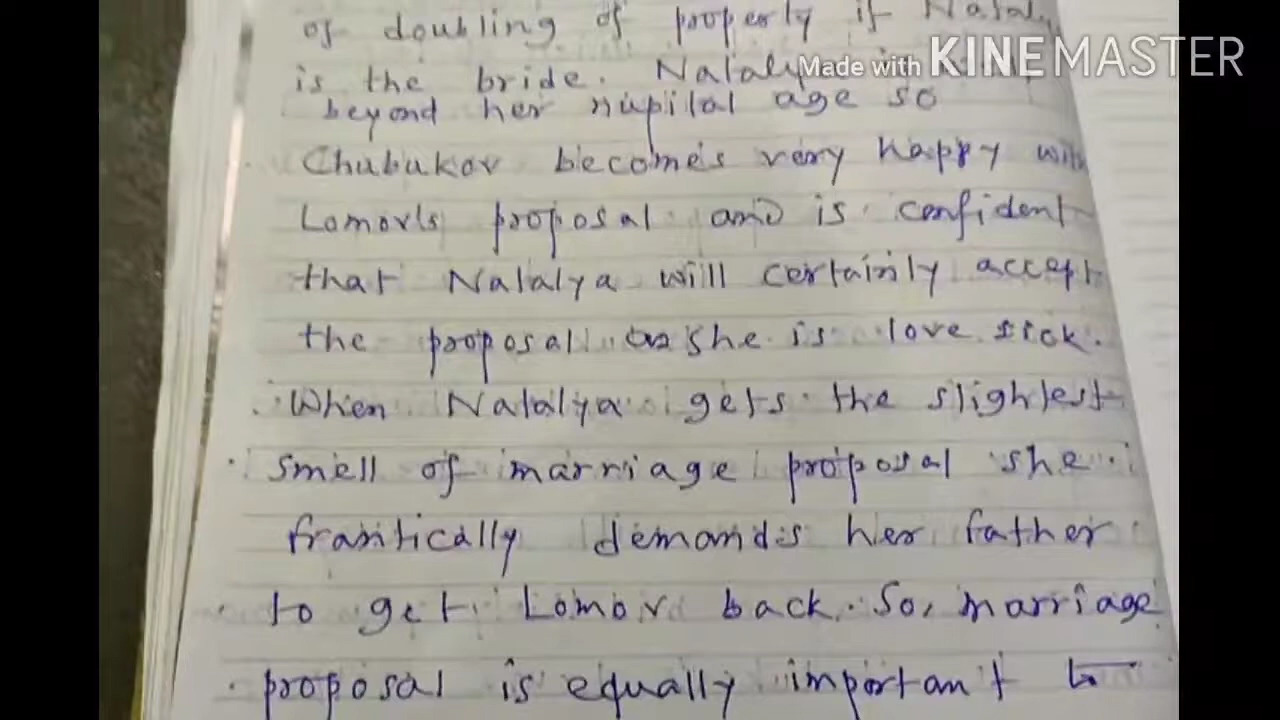 of doubling of property if Nataly
is the bride. Nataly
Made with KINEMASTER
beyond her nupital age so
Chubukov becomes very happy with
Lomov's proposal and is confident
that Natalya will certainly accept
the proposal as she is love sick.
When Natalya gets the slightest
smell of marriage proposal she
frantically demands her father
to get Lomov back. So, marriage
proposal is equally important to